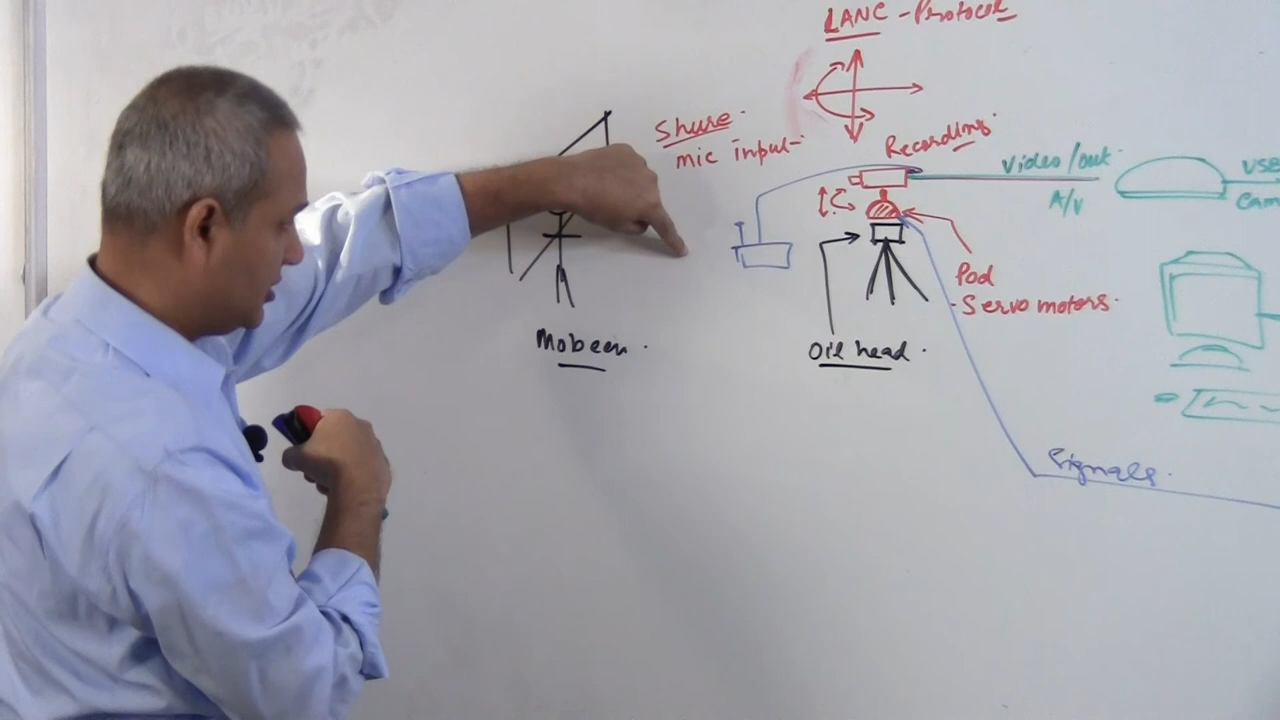 LANC - Protocol
Shure.
mic input-
Recording.
Video/out.
A/V
USB
Cam
Pod
- Servo motors.
Mobeen.
Oil head.
Signals.